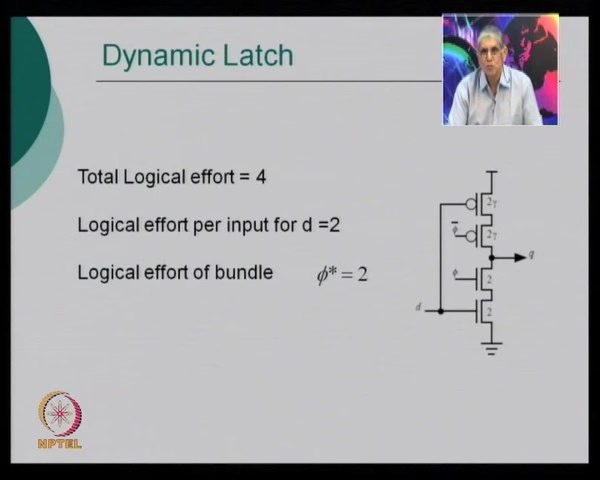 Dynamic Latch
Total Logical effort = 4
Logical effort per input for d =2
Logical effort of bundle ϕ* = 2
2γ
ϕ̅
2γ
q
ϕ
2
d
2
NPTEL